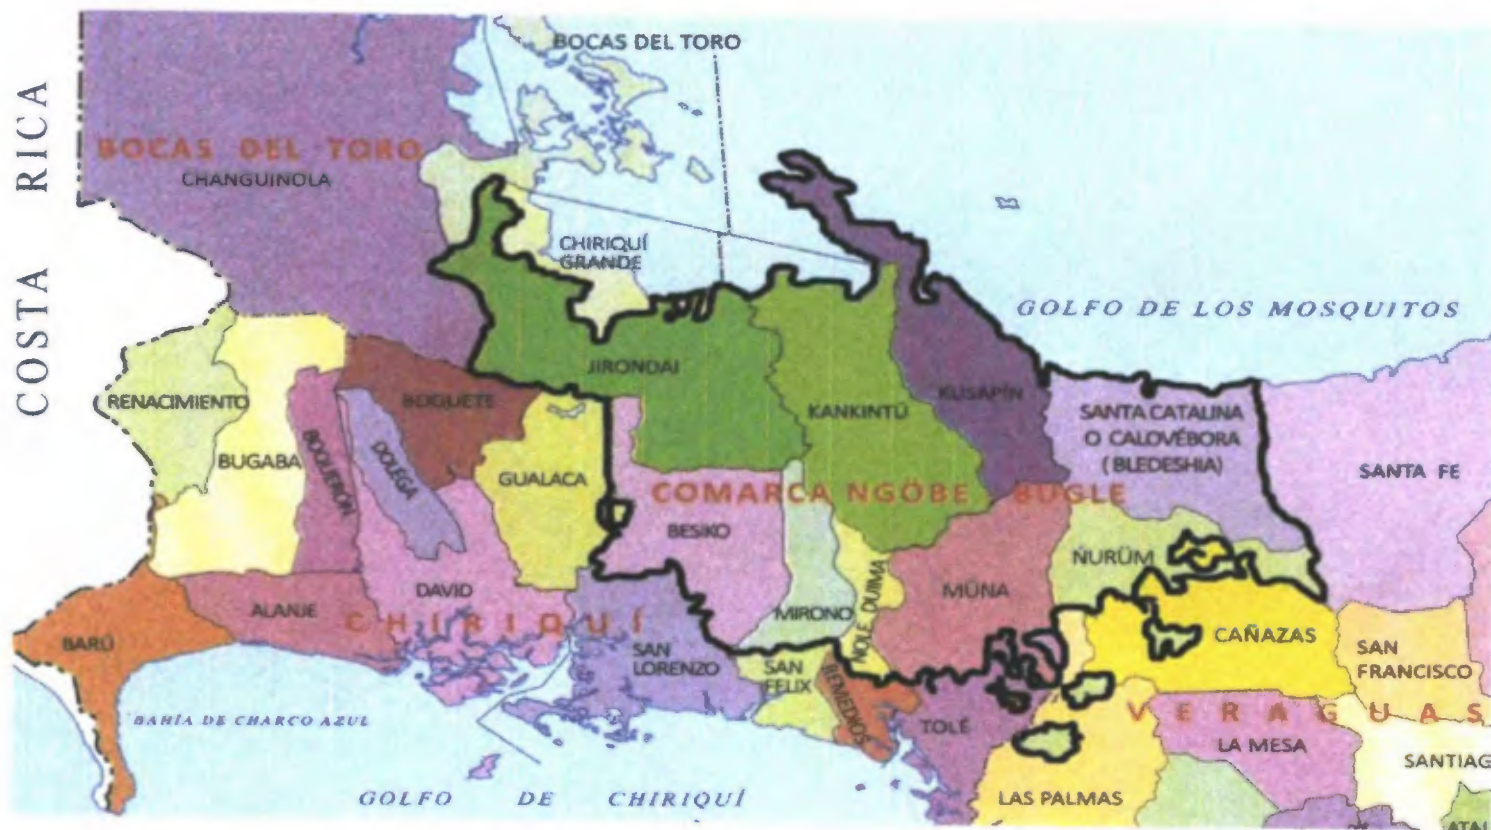 BOCAS DEL TORO
COSTA RICA
BOCAS DEL TORO
CHANGUINOLA
CHIRIQUÍ
GRANDE
GOLFO DE LOS MOSQUITOS
JIRONDAI
RENACIMIENTO
BOQUETE
KANKINTÚ
KUSAPÍN
SANTA CATALINA
O CALOVÉBORA
(BLEDESHIA)
BUGABA
BOQUERÓN
DOLEGA
GUALACA
SANTA FE
COMARCA NGÖBE BUGLE
BESIKO
ÑURÜM
DAVID
MÜNA
ALANJE
MIRONO
NOLE DUIMA
CHIRIQUÍ
BARÚ
CAÑAZAS
SAN
LORENZO
SAN
FELIX
REMEDIOS
SAN
FRANCISCO
BAHÍA DE CHARCO AZUL
TOLÉ
VERAGUAS
LA MESA
SANTIAG
GOLFO DE CHIRIQUÍ
LAS PALMAS